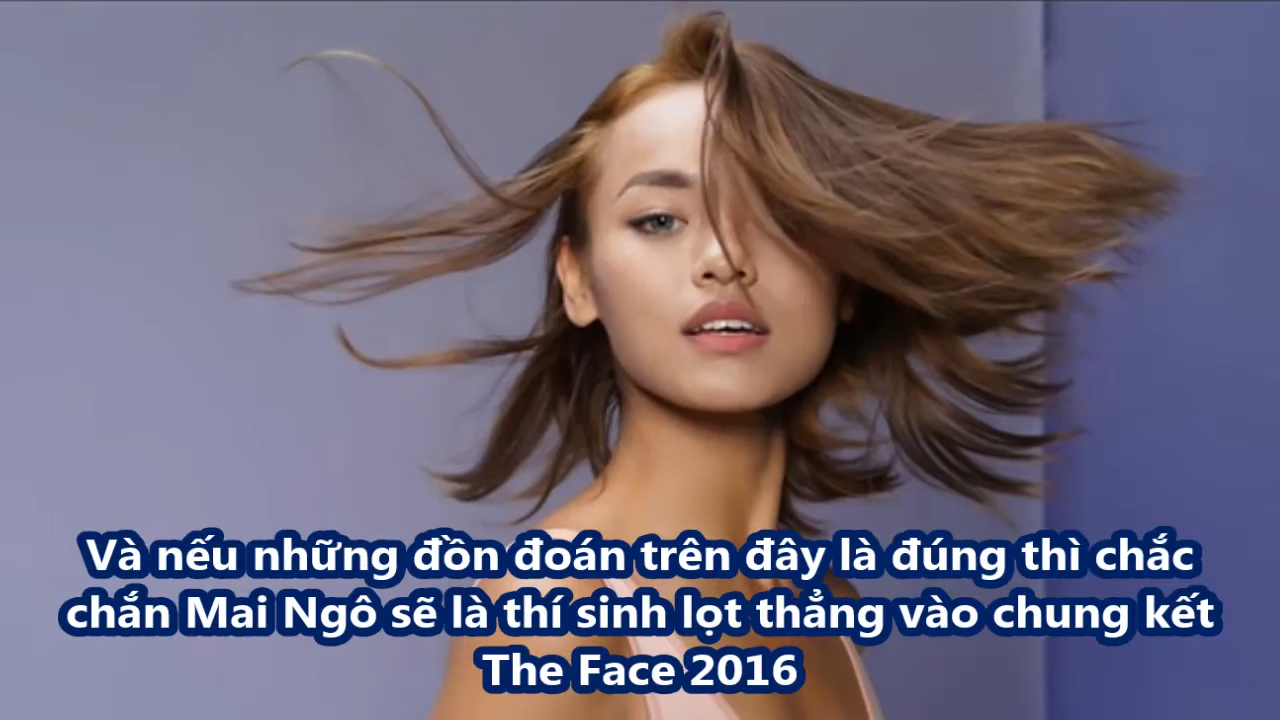 Và nếu những đồn đoán trên đây là đúng thì chắc
chắn Mai Ngô sẽ là thí sinh lọt thẳng vào chung kết
The Face 2016